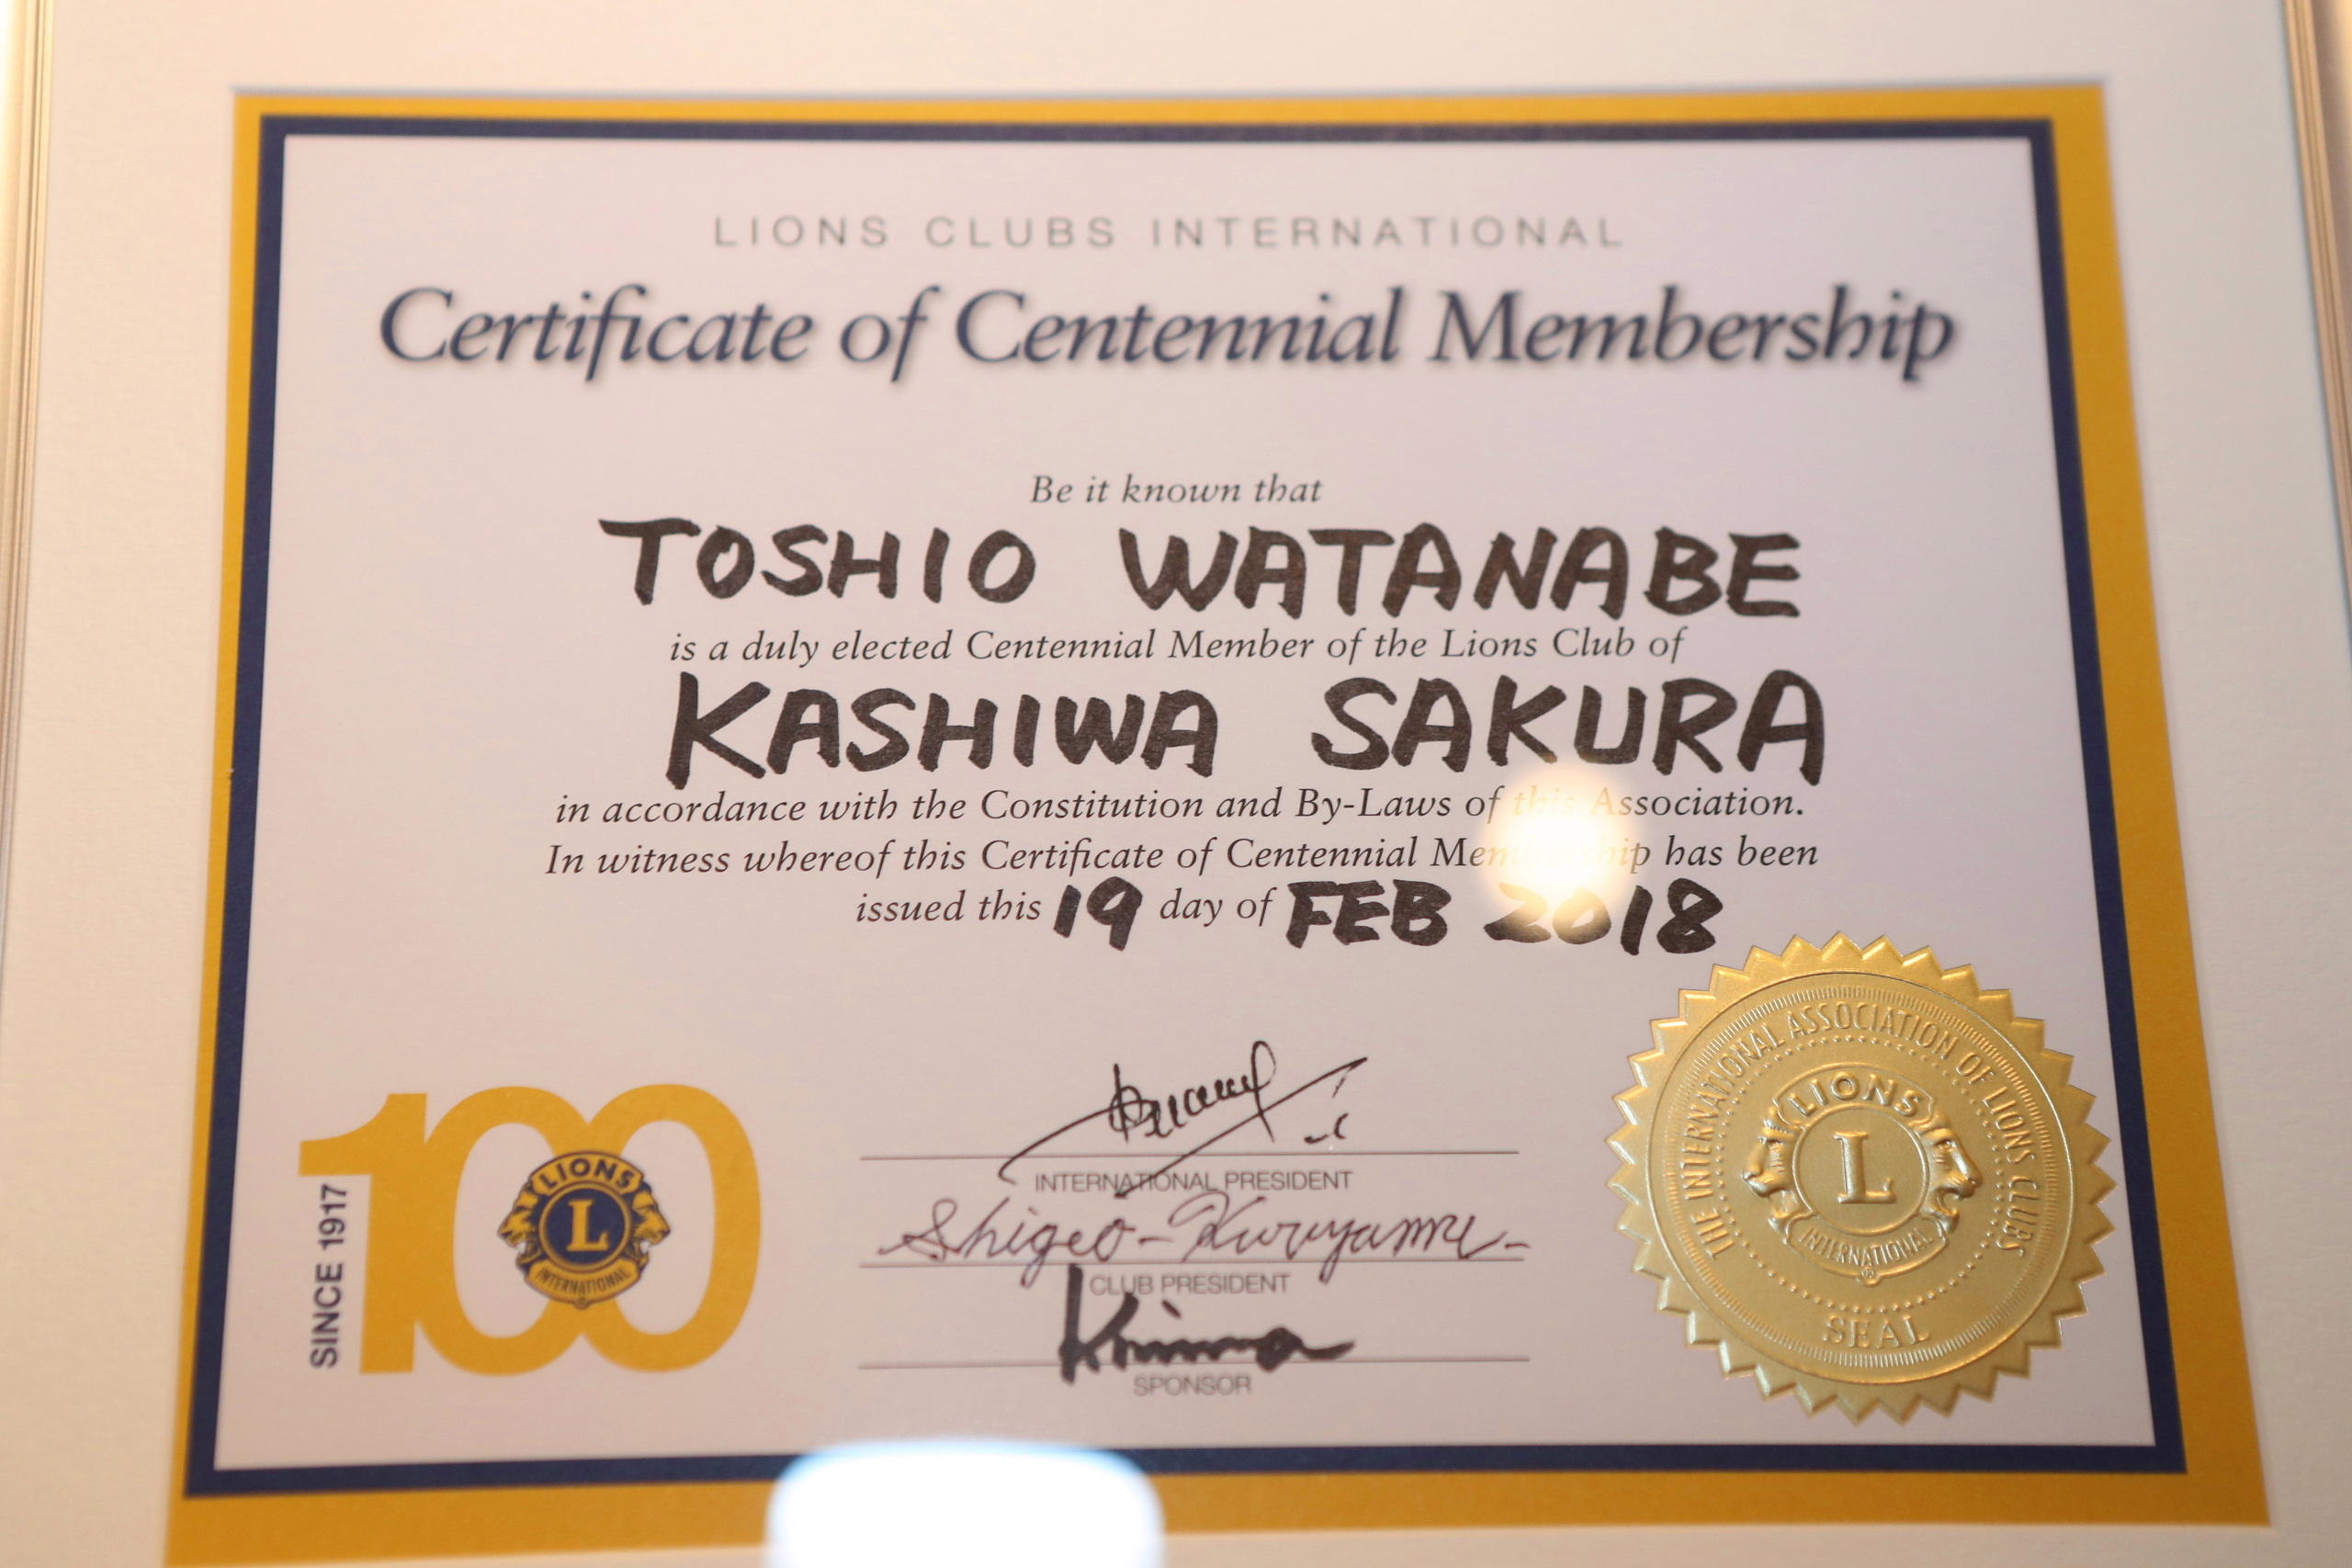 LIONS CLUBS INTERNATIONAL
Certificate of Centennial Membership
Be it known that
TOSHIO WATANABE
is a duly elected Centennial Member of the Lions Club of
KASHIWA SAKURA
in accordance with the Constitution and By-Laws of this Association.
In witness whereof this Certificate of Centennial Membership has been
issued this 19 day of FEB 2018
INTERNATIONAL PRESIDENT
Shigeo-Kuruyama-
CLUB PRESIDENT
SPONSOR
SINCE 1917
100
LIONS
L
INTERNATIONAL
THE INTERNATIONAL ASSOCIATION OF LIONS CLUBS
LIONS
L
INTERNATIONAL
®
SEAL